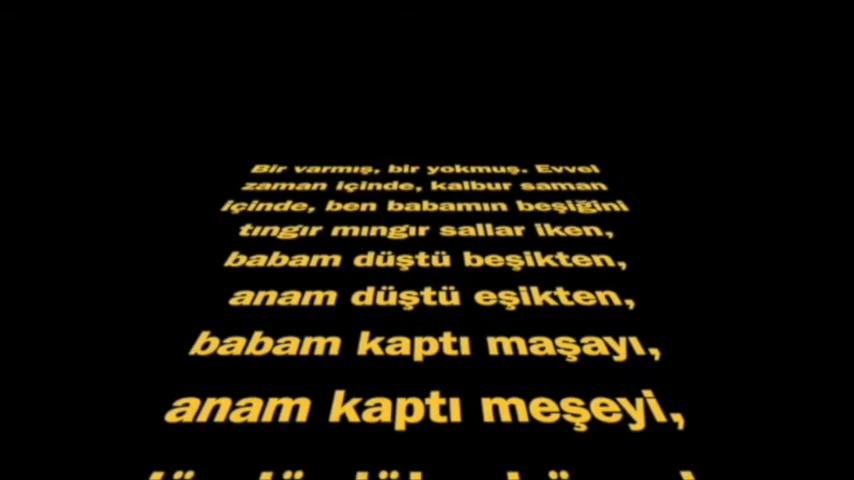 Bir varmış, bir yokmuş. Evvel
zaman içinde, kalbur saman
içinde, ben babamın beşiğini
tıngır mıngır sallar iken,
babam düştü beşikten,
anam düştü eşikten,
babam kaptı maşayı,
anam kaptı meşeyi,